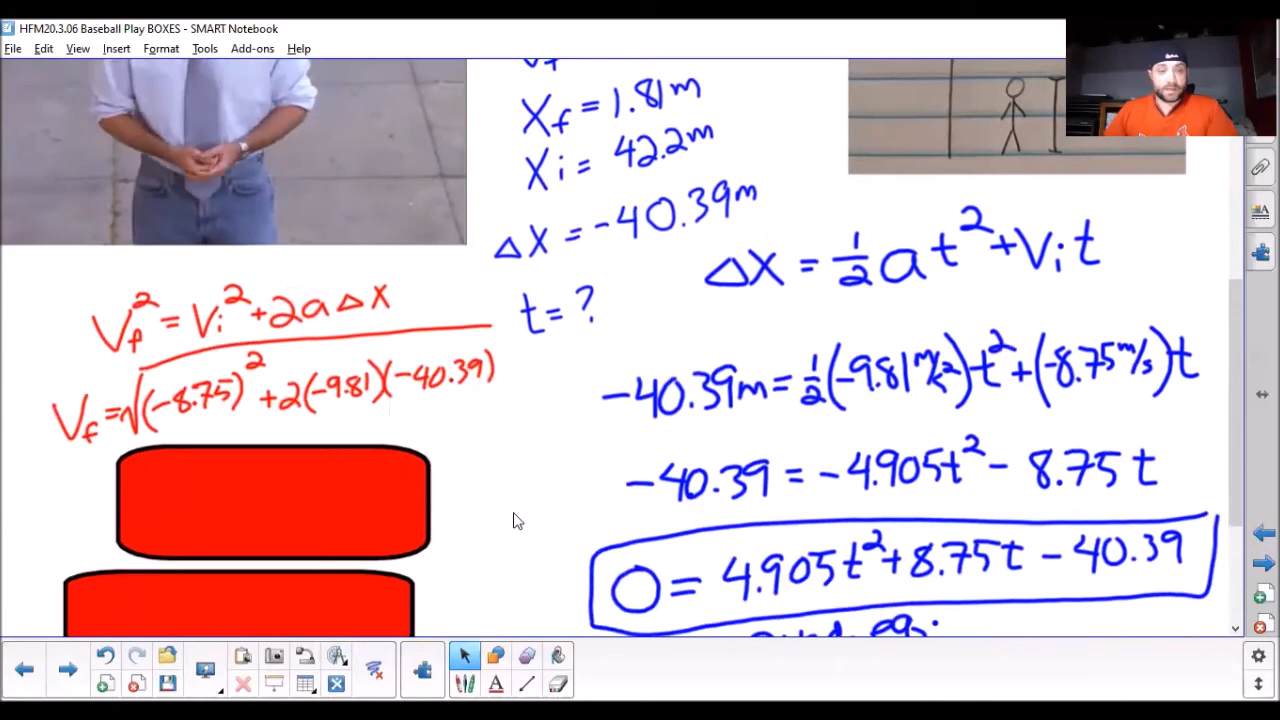 HFM20.3.06 Baseball Play BOXES - SMART Notebook
File Edit View Insert Format Tools Add-ons Help
Xf = 1.81m
Xi = 42.2m
ΔX = -40.39m
t = ?
ΔX = ½at²+Vit
Vf² = Vi²+2aΔX
Vf=√(-8.75)²+2(-9.81)(-40.39)
-40.39m=½(-9.81m/s²)t²+(-8.75m/s)t
-40.39 = -4.905t² - 8.75t
0 = 4.905t²+8.75t - 40.39